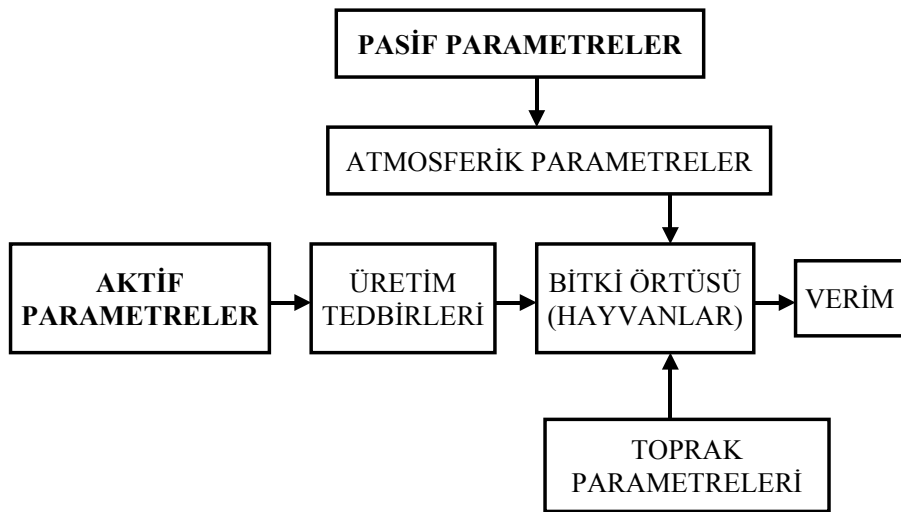 PASİF PARAMETRELER
ATMOSFERİK PARAMETRELER
AKTİF
PARAMETRELER
ÜRETİM
TEDBİRLERİ
BİTKİ ÖRTÜSÜ
(HAYVANLAR)
VERİM
TOPRAK
PARAMETRELERİ